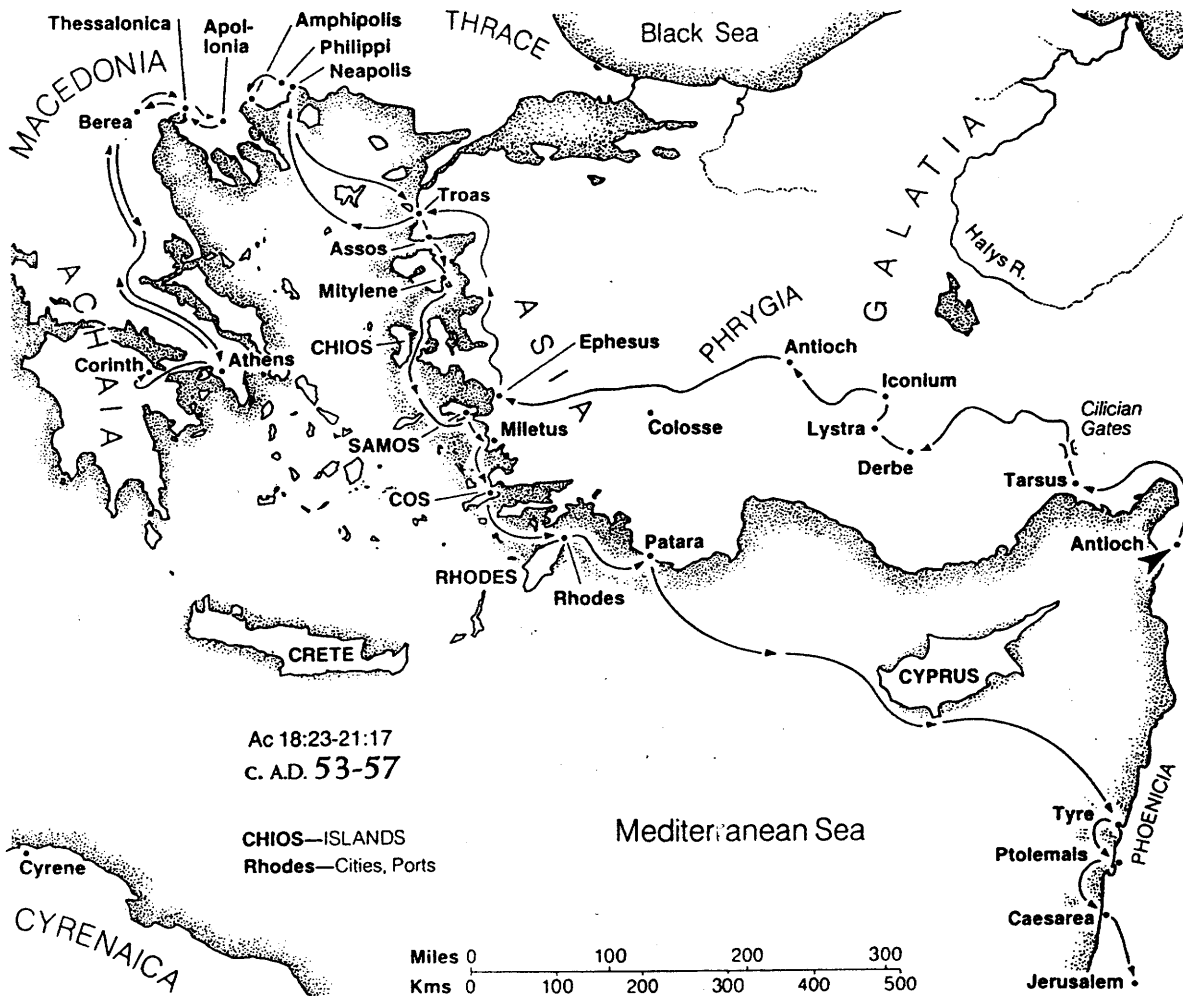 Thessalonica
Apol-
lonia
Amphipolis
Philippi
Neapolis
THRACE
Black Sea
MACEDONIA
Berea
Troas
Assos
Mitylene
GALATIA
Halys R.
ACHAIA
ASIA
PHRYGIA
CHIOS
Ephesus
Antioch
Corinth
Athens
Iconium
Cilician
Gates
SAMOS
Miletus
Colosse
Lystra
Derbe
Tarsus
COS
Patara
Antioch
RHODES
Rhodes
CRETE
CYPRUS
Ac 18:23-21:17
C. A.D. 53-57
CHIOS—ISLANDS
Rhodes—Cities, Ports
Mediterranean Sea
Tyre
PHOENICIA
Ptolemais
Cyrene
Caesarea
CYRENAICA
Jerusalem
Miles 0 100 200 300
Kms 0 100 200 300 400 500